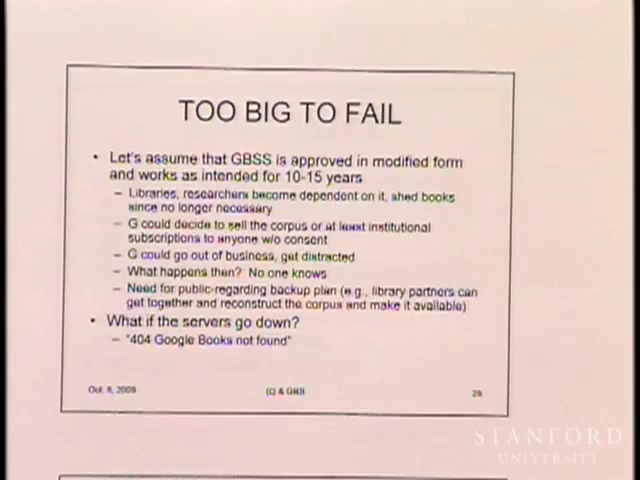 TOO BIG TO FAIL
• Let's assume that GBSS is approved in modified form
and works as intended for 10-15 years
– Libraries, researchers become dependent on it, shed books
since no longer necessary
– G could decide to sell the corpus or at least institutional
subscriptions to anyone w/o consent
– G could go out of business, get distracted
– What happens then? No one knows
– Need for public-regarding backup plan (e.g., library partners can
get together and reconstruct the corpus and make it available)
• What if the servers go down?
– "404 Google Books not found"
Oct. 8, 2009
(c) & GBS
28
STANFORD
UNIVERSITY